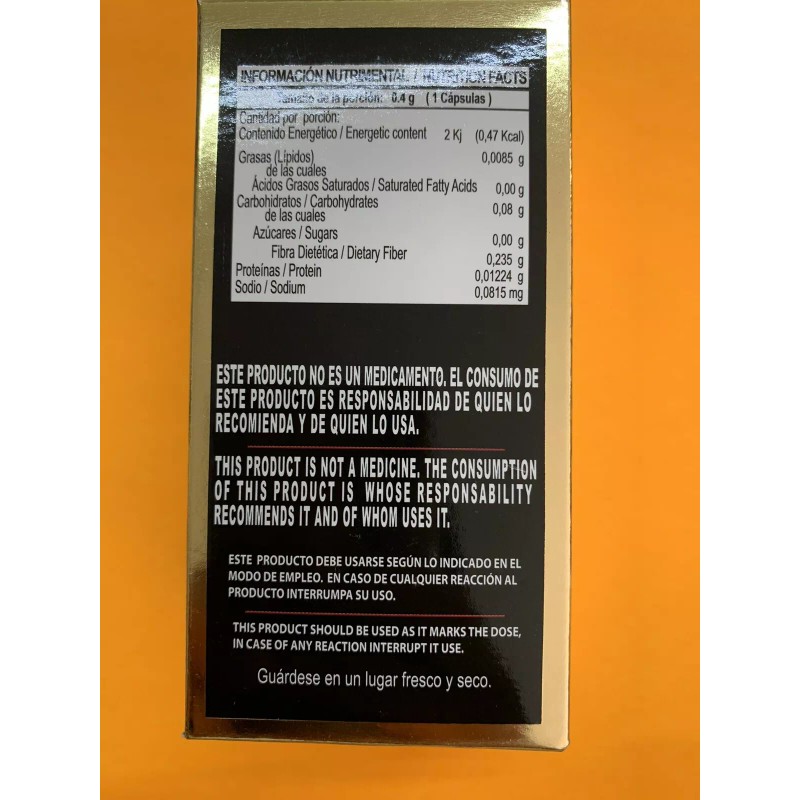 INFORMACIÓN NUTRIMENTAL / NUTRITION FACTS
Tamaño de la porción: 0.4 g (1 Cápsulas)
Cantidad por porción:
Contenido Energético / Energetic content 2 Kj (0,47 Kcal)
Grasas (Lípidos) 0,0085 g
de las cuales
Ácidos Grasos Saturados / Saturated Fatty Acids 0,00 g
Carbohidratos / Carbohydrates 0,08 g
de las cuales
Azúcares / Sugars 0,00 g
Fibra Dietética / Dietary Fiber 0,235 g
Proteínas / Protein 0,01224 g
Sodio / Sodium 0,0815 mg
ESTE PRODUCTO NO ES UN MEDICAMENTO. EL CONSUMO DE
ESTE PRODUCTO ES RESPONSABILIDAD DE QUIEN LO
RECOMIENDA Y DE QUIEN LO USA.
THIS PRODUCT IS NOT A MEDICINE. THE CONSUMPTION
OF THIS PRODUCT IS WHOSE RESPONSABILITY
RECOMMENDS IT AND OF WHOM USES IT.
ESTE PRODUCTO DEBE USARSE SEGÚN LO INDICADO EN EL
MODO DE EMPLEO. EN CASO DE CUALQUIER REACCIÓN AL
PRODUCTO INTERRUMPA SU USO.
THIS PRODUCT SHOULD BE USED AS IT MARKS THE DOSE,
IN CASE OF ANY REACTION INTERRUPT IT USE.
Guárdese en un lugar fresco y seco.